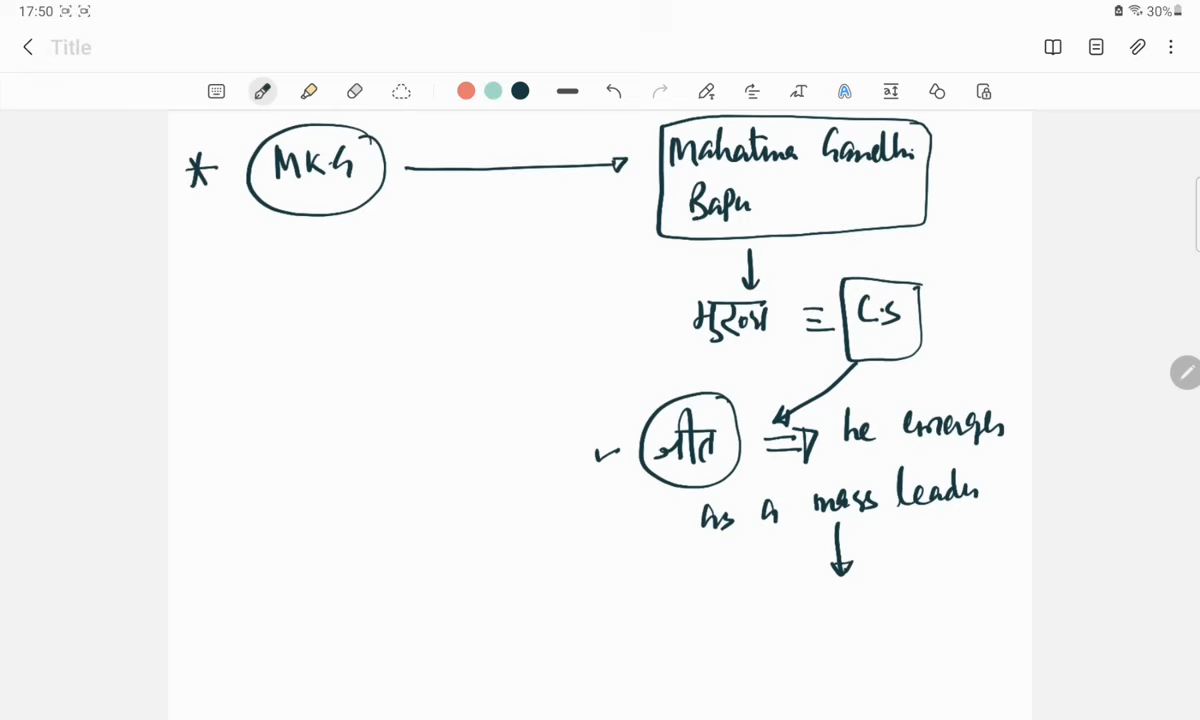 17:50 30%
Title
* MKG Mahatma Gandhi
Bapu
≡ C.S
जीत ⇒ he emerges
as a mass leader